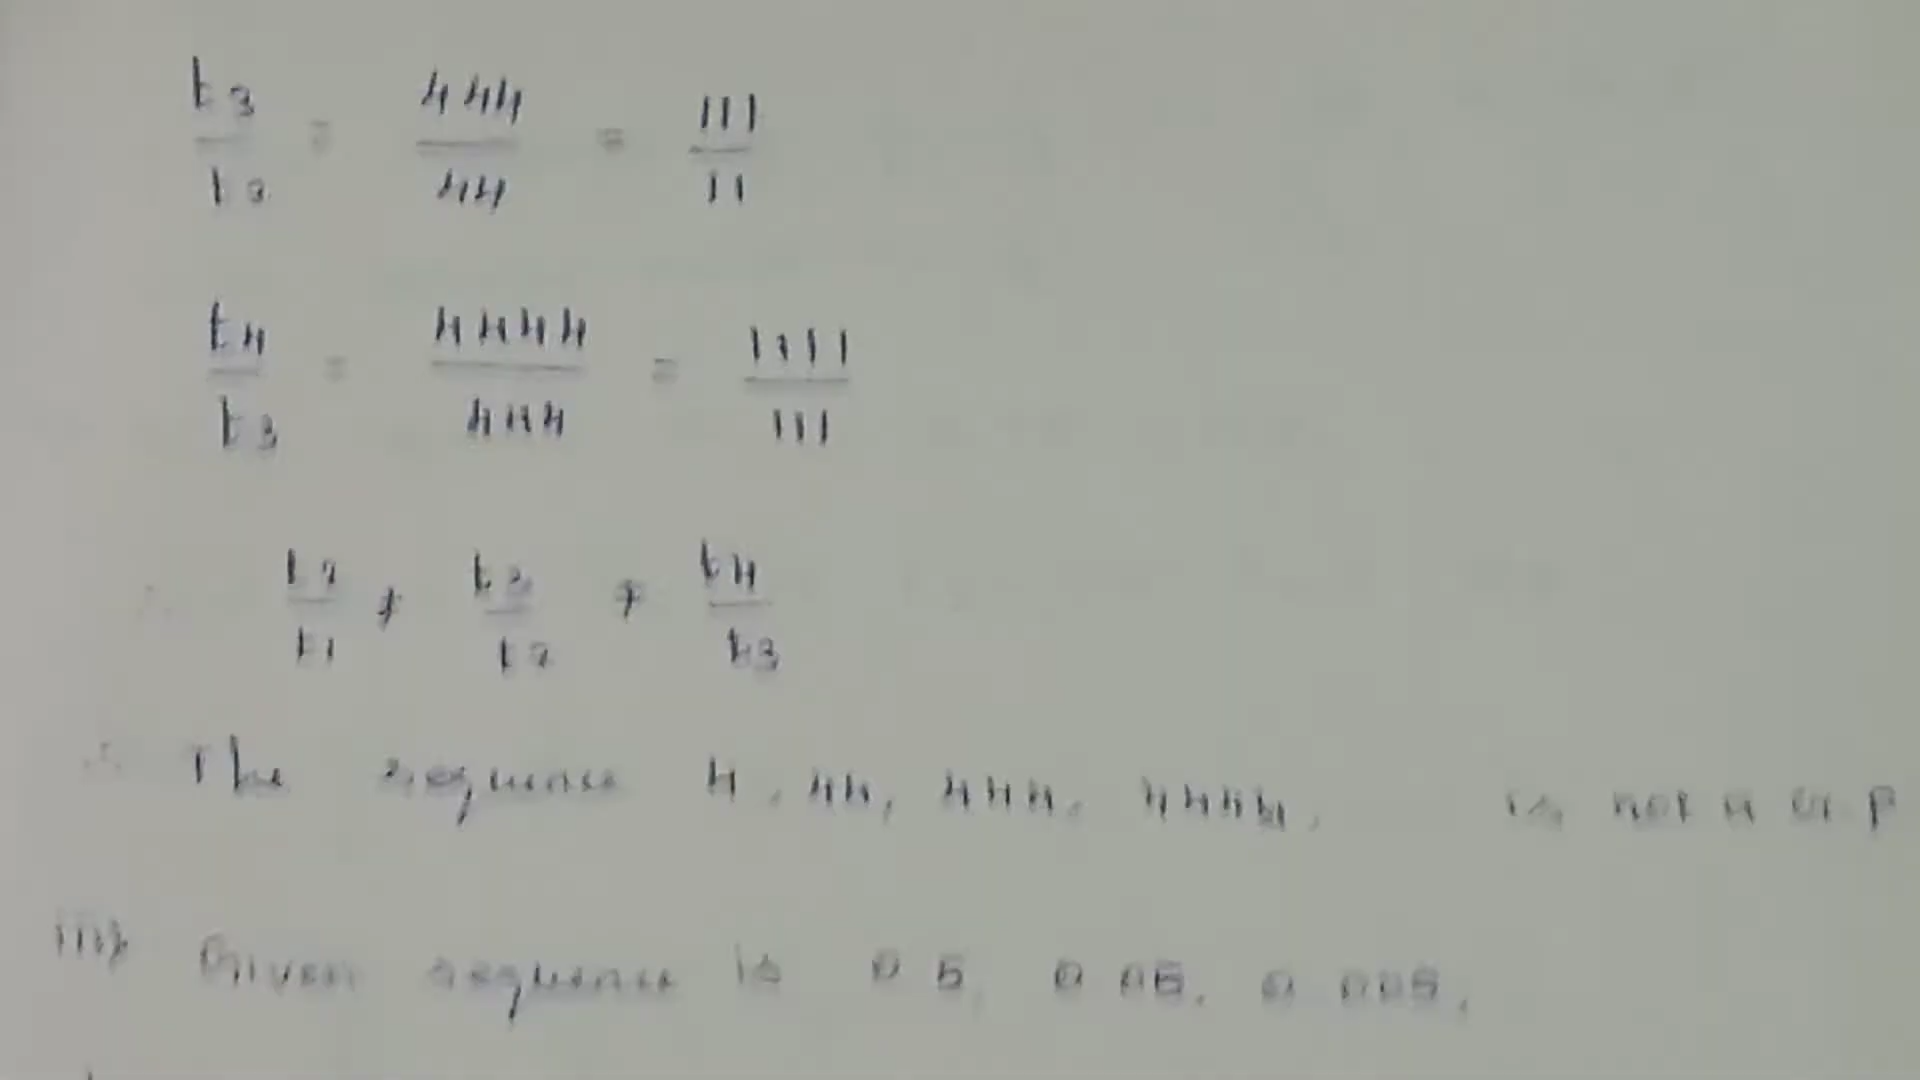 t3/t2 = 444/44 = 111/11
t4/t3 = 4444/444 = 1111/111
∴ t2/t1 ≠ t3/t2 ≠ t4/t3
∴ The sequence 4, 44, 444, 4444, is not a G.P
iii) Given sequence is 0.5, 0.05, 0.005,